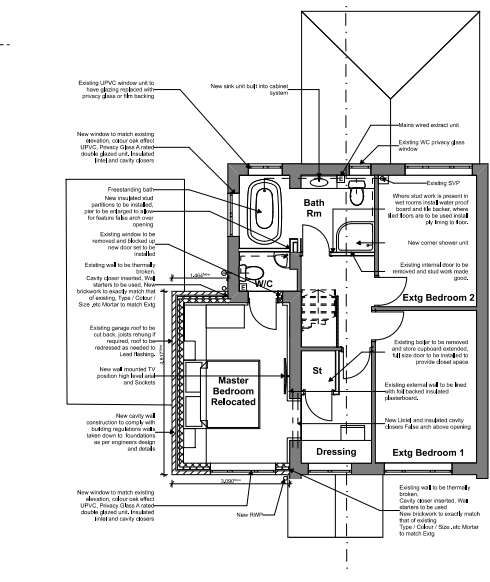 Existing UPVC window unit to
have glazing replaced with
privacy glass or film backing
New sink unit built into cabinet
system
Mains wired extract unit
Existing WC privacy glass
window
New window to match existing
elevation, colour oak effect
UPVC, Privacy Glass A rated
double glazed unit. Insulated
lintel and cavity closers
Existing SVP
Freestanding bath
Bath
Rm
Where stud work is present in
wet rooms install water proof
board and tile backer, where
tiled floors are to be used install
ply lining to floor.
New insulated stud
partitions to be installed,
pier to be enlarged to allow
for feature false arch over
opening
Existing window to be
removed and blocked up
new door set to be
installed
New corner shower unit
Existing wall to be thermally
broken.
Cavity closer inserted, Wall
starters to be used, New
brickwork to exactly match that
of existing. Type / Colour /
Size ,etc Mortar to match Extg
W/C
E
E
Existing internal door to be
removed and stud work made
good.
Extg Bedroom 2
Existing garage roof to be
cut back, joists rehung if
required, roof to be
redressed as needed to
Lead flashing.
New wall mounted TV
position high level arial
and Sockets
Master
Bedroom
Relocated
St
Existing boiler to be removed
and store cupboard extended,
full size door to be installed to
provide closet space
Existing external wall to be lined
with foil backed insulated
plasterboard.
New cavity wall
construction to comply with
building regulations walls
taken down to foundations
as per engineers design
and details
New Lintel and insulated cavity
closers False arch above opening
Dressing
Extg Bedroom 1
New window to match existing
elevation, colour oak effect
UPVC, Privacy Glass A rated
double glazed unit. Insulated
lintel and cavity closers
New RWP
Existing wall to be thermally
broken.
Cavity closer inserted, Wall
starters to be used
New brickwork to exactly match
that of existing
Type / Colour / Size ,etc Mortar
to match Extg